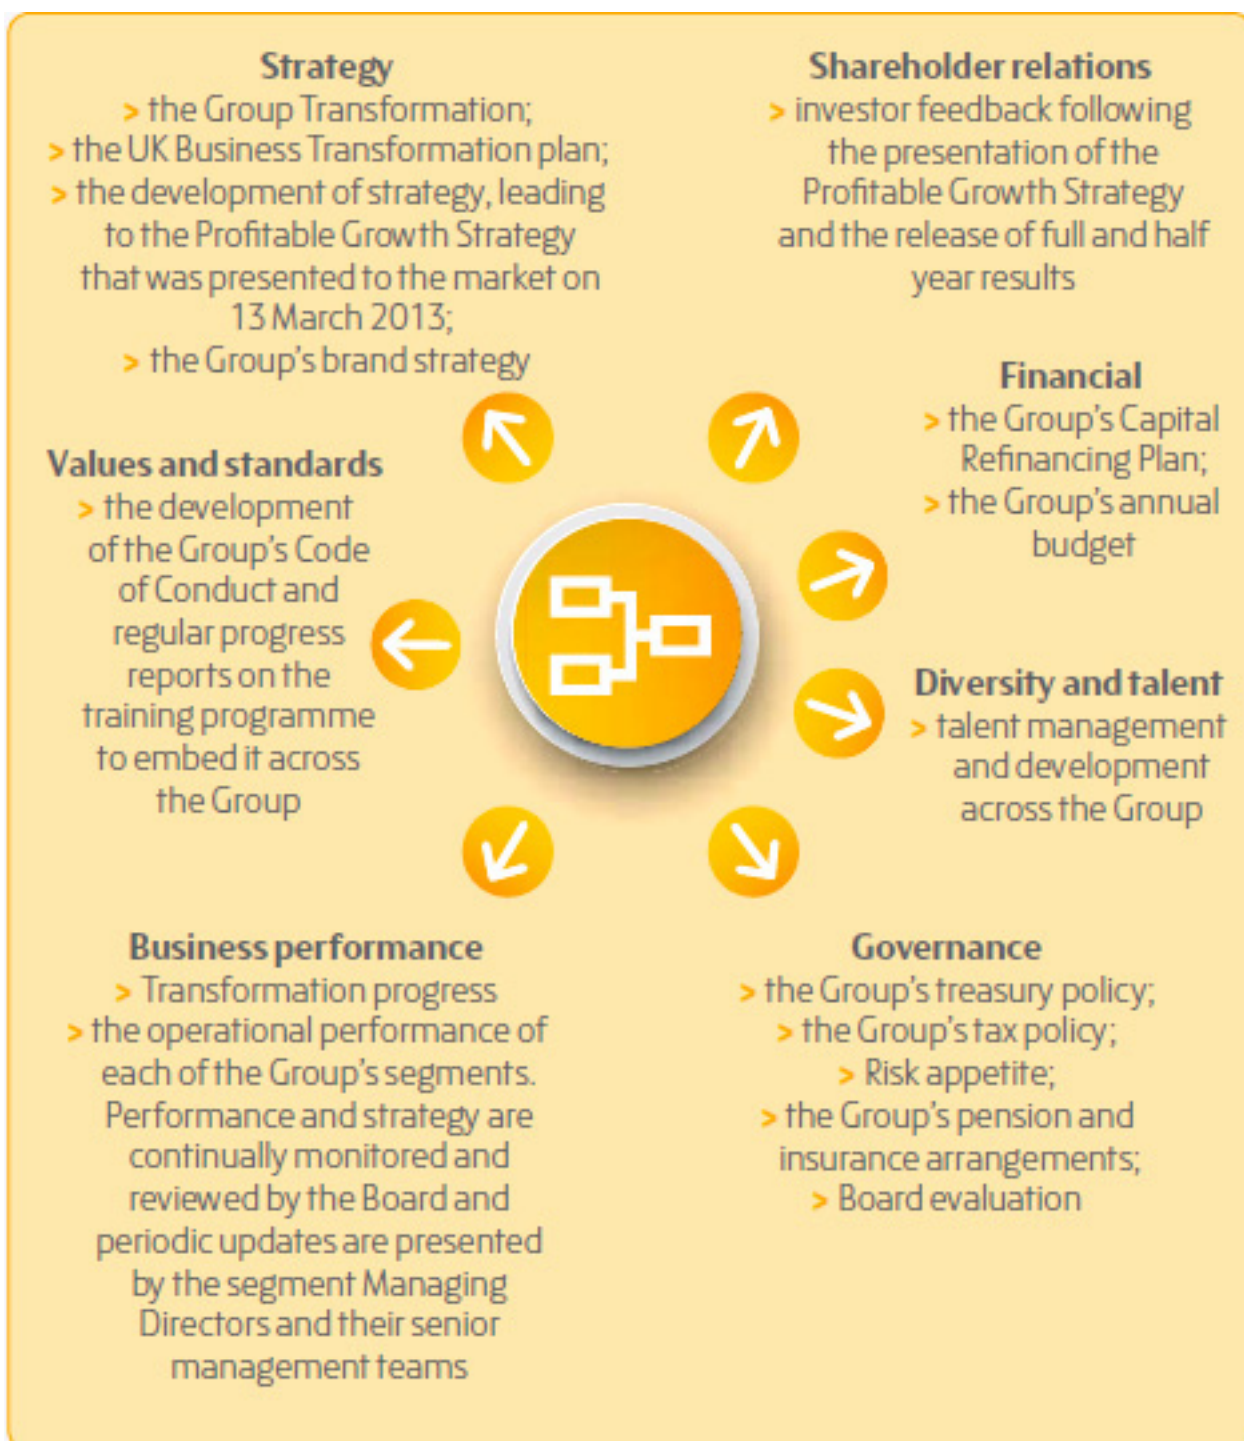 Strategy
> the Group Transformation;
> the UK Business Transformation plan;
> the development of strategy, leading
to the Profitable Growth Strategy
that was presented to the market on
13 March 2013;
> the Group's brand strategy
Shareholder relations
> investor feedback following
the presentation of the
Profitable Growth Strategy
and the release of full and half
year results
Financial
> the Group's Capital
Refinancing Plan;
> the Group's annual
budget
Values and standards
> the development
of the Group's Code
of Conduct and
regular progress
reports on the
training programme
to embed it across
the Group
Diversity and talent
> talent management
and development
across the Group
Business performance
> Transformation progress
> the operational performance of
each of the Group's segments.
Performance and strategy are
continually monitored and
reviewed by the Board and
periodic updates are presented
by the segment Managing
Directors and their senior
management teams
Governance
> the Group's treasury policy;
> the Group's tax policy;
> Risk appetite;
> the Group's pension and
insurance arrangements;
> Board evaluation